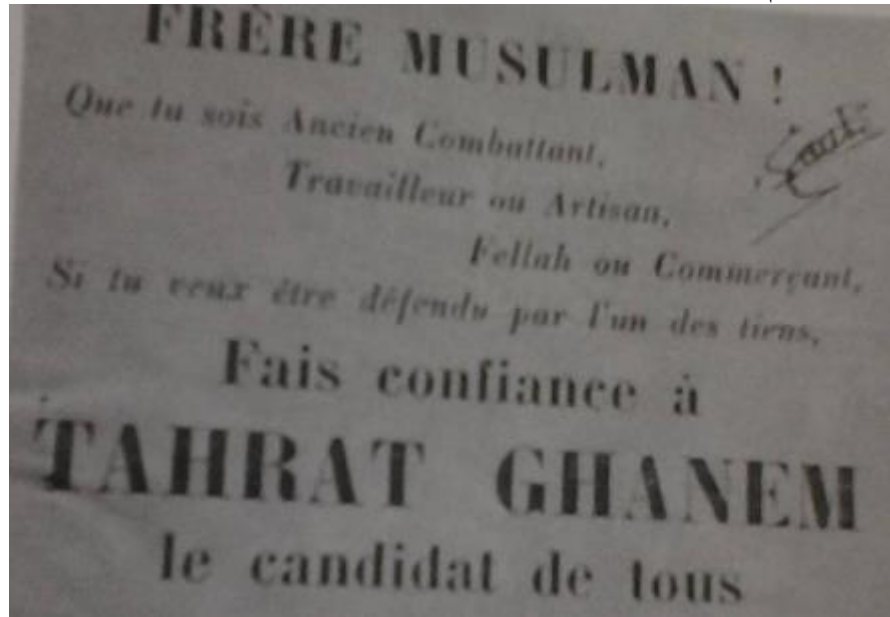 FRÈRE MUSULMAN !
Que tu sois Ancien Combattant,
Travailleur ou Artisan,
Fellah ou Commerçant,
Si tu veux être défendu par l'un des tiens,
Fais confiance à
TAHRAT GHANEM
le candidat de tous